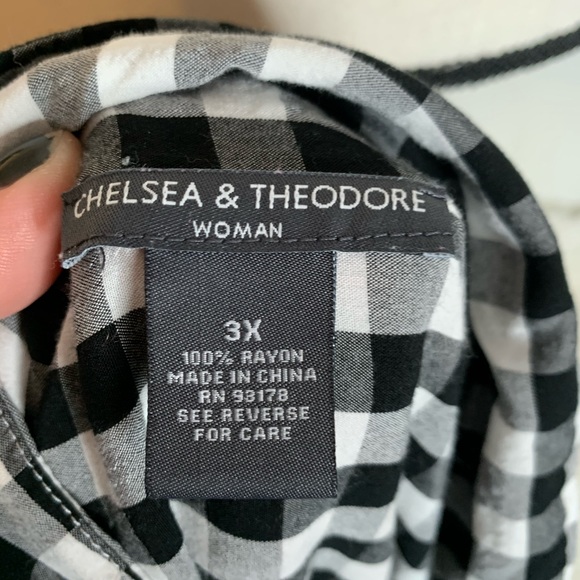 CHELSEA & THEODORE
WOMAN
3X
100% RAYON
MADE IN CHINA
RN 93178
SEE REVERSE
FOR CARE